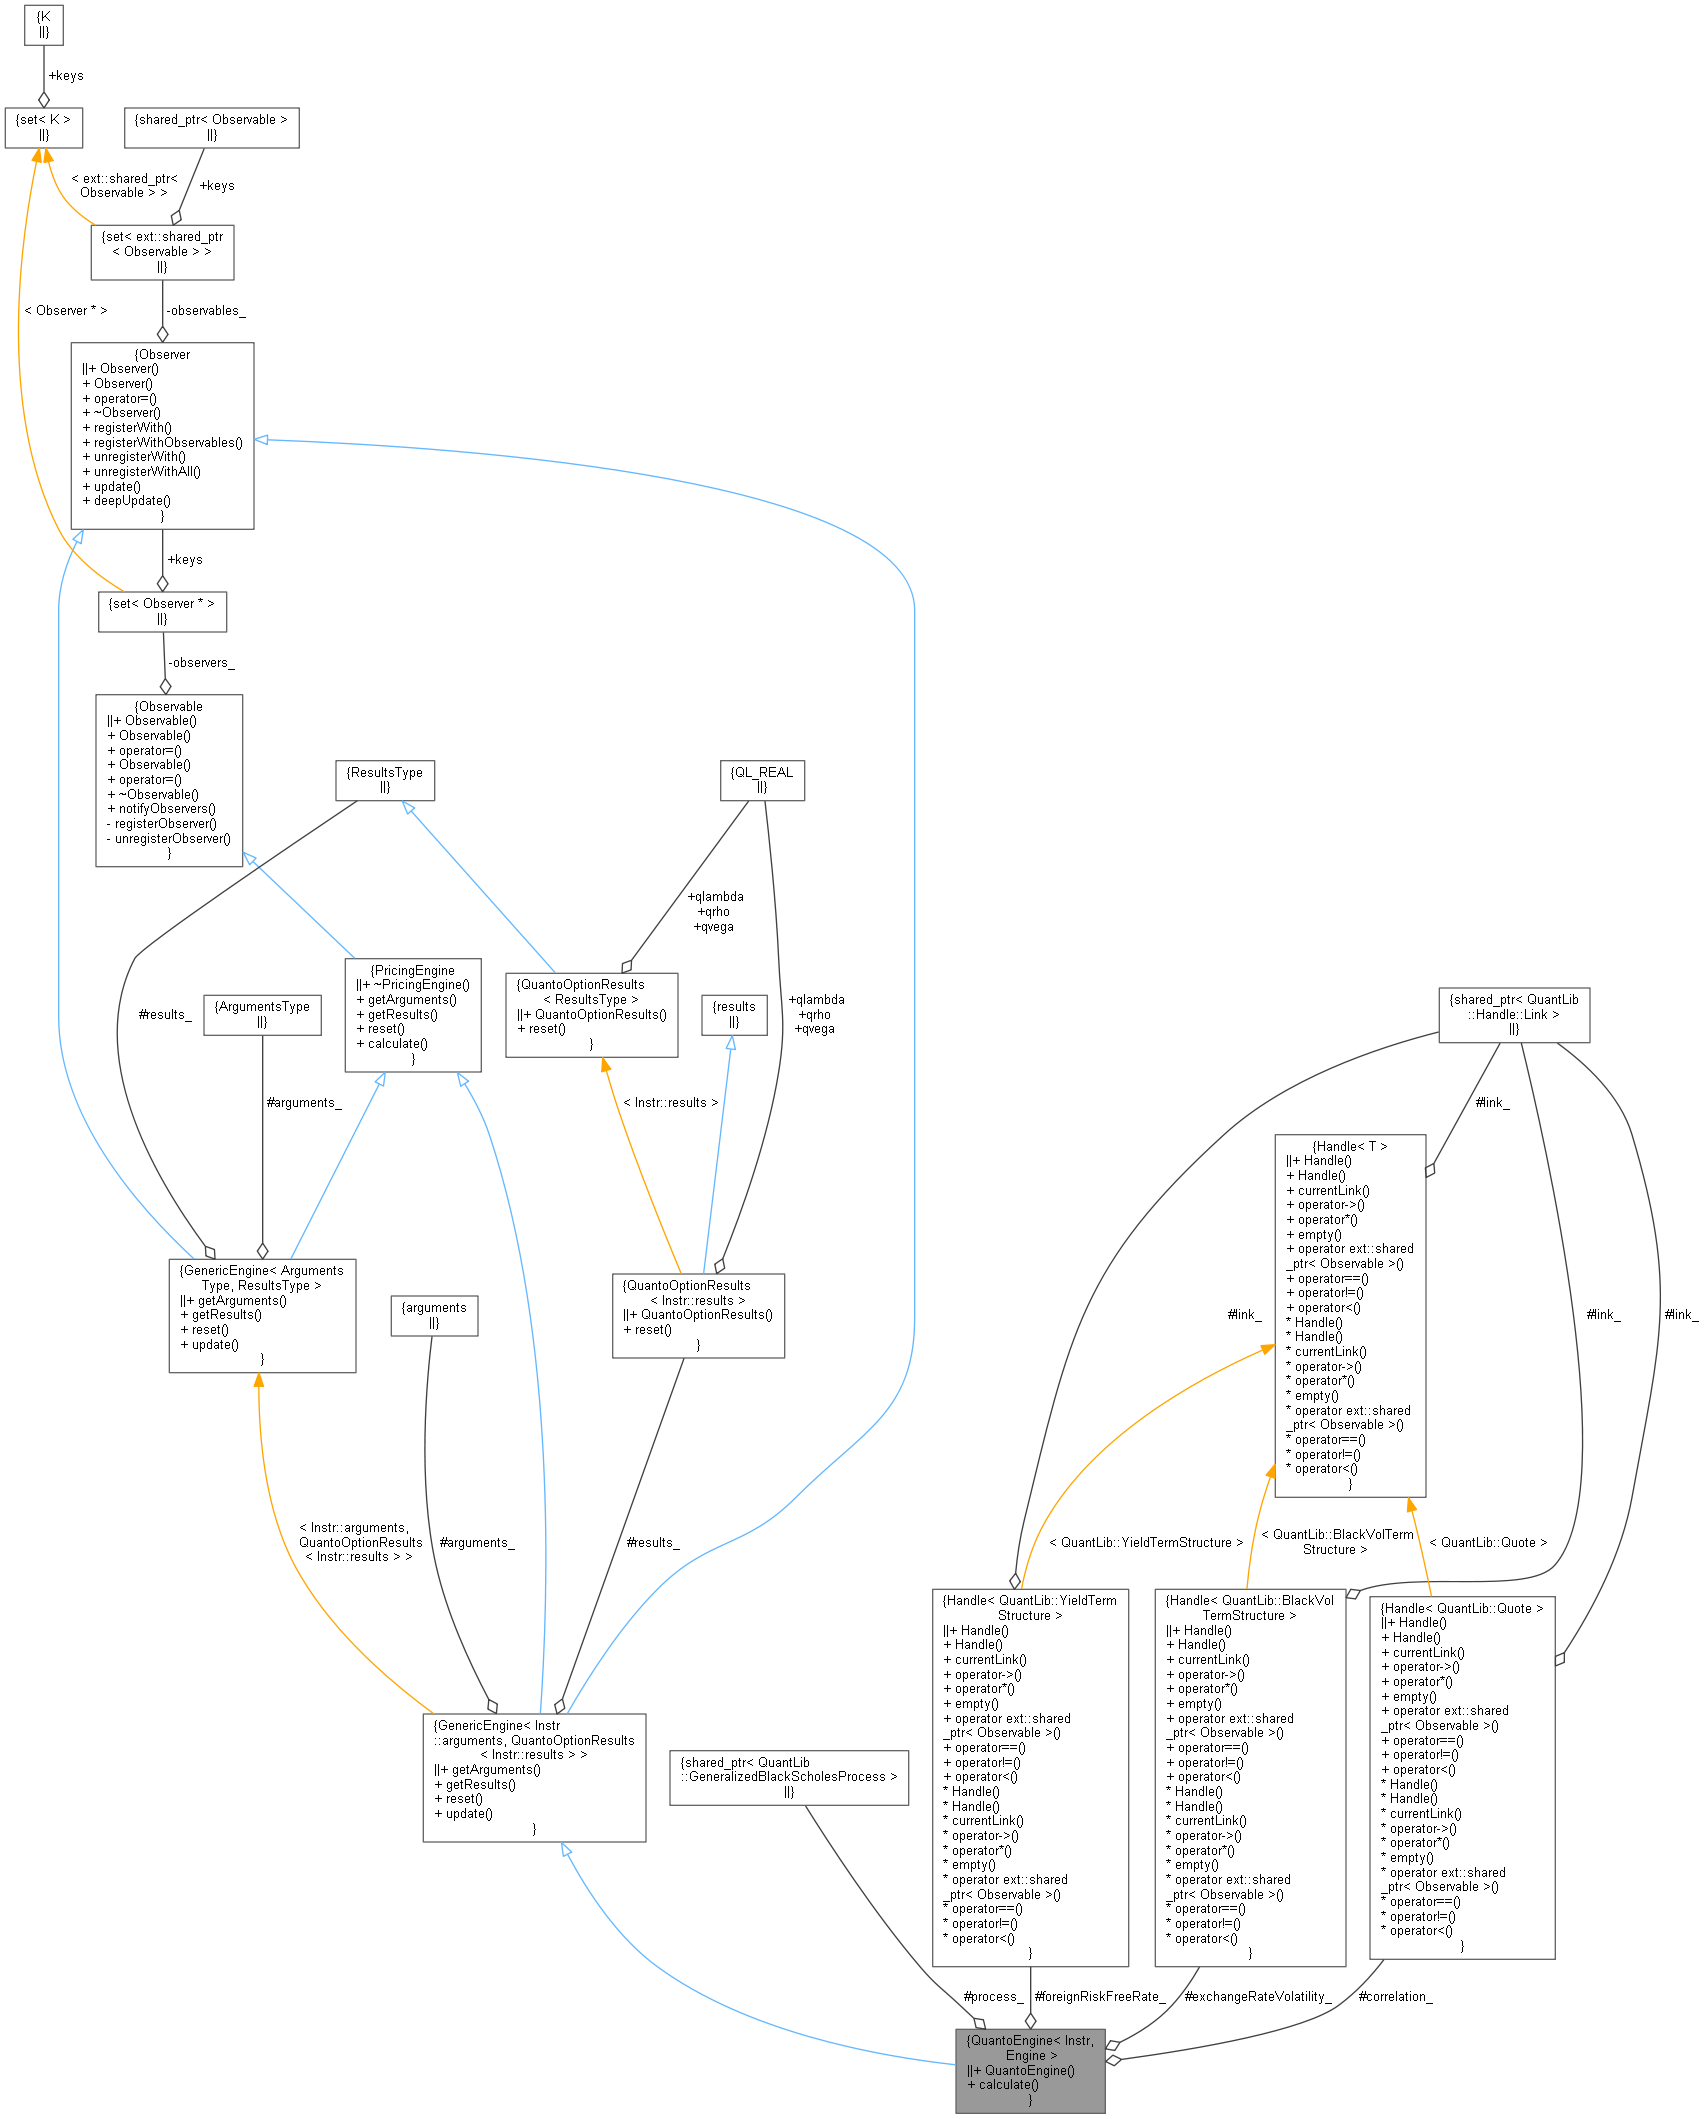 {K
||}
+keys
{set< K >
||}
{shared_ptr< Observable >
||}
< ext::shared_ptr<
Observable > >
+keys
{set< ext::shared_ptr
< Observable > >
||}
< Observer * >
-observables_
{Observer
||+ Observer()
+ Observer()
+ operator=()
+ ~Observer()
+ registerWith()
+ registerWithObservables()
+ unregisterWith()
+ unregisterWithAll()
+ update()
+ deepUpdate()
}
+keys
{set< Observer * >
||}
-observers_
{Observable
||+ Observable()
+ Observable()
+ operator=()
+ Observable()
+ operator=()
+ ~Observable()
+ notifyObservers()
- registerObserver()
- unregisterObserver()
}
{ResultsType
||}
{QL_REAL
||}
+qlambda
+qrho
+qvega
{PricingEngine
||+ ~PricingEngine()
+ getArguments()
+ getResults()
+ reset()
+ calculate()
}
{QuantoOptionResults
< ResultsType >
||+ QuantoOptionResults()
+ reset()
}
{results
||}
+qlambda
+qrho
+qvega
#results_
{ArgumentsType
||}
#arguments_
< Instr::results >
{shared_ptr< QuantLib
::Handle::Link >
||}
#link_
{Handle< T >
||+ Handle()
+ Handle()
+ currentLink()
+ operator->()
+ operator*()
+ empty()
+ operator ext::shared
_ptr< Observable >()
+ operator==()
+ operator!=()
+ operator<()
* Handle()
* Handle()
* currentLink()
* operator->()
* operator*()
* empty()
* operator ext::shared
_ptr< Observable >()
* operator==()
* operator!=()
* operator<()
}
{GenericEngine< Arguments
Type, ResultsType >
||+ getArguments()
+ getResults()
+ reset()
+ update()
}
{arguments
||}
{QuantoOptionResults
< Instr::results >
||+ QuantoOptionResults()
+ reset()
}
#link_
#link_
#link_
< Instr::arguments,
QuantoOptionResults
< Instr::results > >
#arguments_
#results_
< QuantLib::YieldTermStructure >
< QuantLib::BlackVolTerm
Structure >
< QuantLib::Quote >
{GenericEngine< Instr
::arguments, QuantoOptionResults
< Instr::results > >
||+ getArguments()
+ getResults()
+ reset()
+ update()
}
{shared_ptr< QuantLib
::GeneralizedBlackScholesProcess >
||}
{Handle< QuantLib::YieldTerm
Structure >
||+ Handle()
+ Handle()
+ currentLink()
+ operator->()
+ operator*()
+ empty()
+ operator ext::shared
_ptr< Observable >()
+ operator==()
+ operator!=()
+ operator<()
* Handle()
* Handle()
* currentLink()
* operator->()
* operator*()
* empty()
* operator ext::shared
_ptr< Observable >()
* operator==()
* operator!=()
* operator<()
}
{Handle< QuantLib::BlackVol
TermStructure >
||+ Handle()
+ Handle()
+ currentLink()
+ operator->()
+ operator*()
+ empty()
+ operator ext::shared
_ptr< Observable >()
+ operator==()
+ operator!=()
+ operator<()
* Handle()
* Handle()
* currentLink()
* operator->()
* operator*()
* empty()
* operator ext::shared
_ptr< Observable >()
* operator==()
* operator!=()
* operator<()
}
{Handle< QuantLib::Quote >
||+ Handle()
+ Handle()
+ currentLink()
+ operator->()
+ operator*()
+ empty()
+ operator ext::shared
_ptr< Observable >()
+ operator==()
+ operator!=()
+ operator<()
* Handle()
* Handle()
* currentLink()
* operator->()
* operator*()
* empty()
* operator ext::shared
_ptr< Observable >()
* operator==()
* operator!=()
* operator<()
}
#process_
#foreignRiskFreeRate_
#exchangeRateVolatility_
#correlation_
{QuantoEngine< Instr,
Engine >
||+ QuantoEngine()
+ calculate()
}